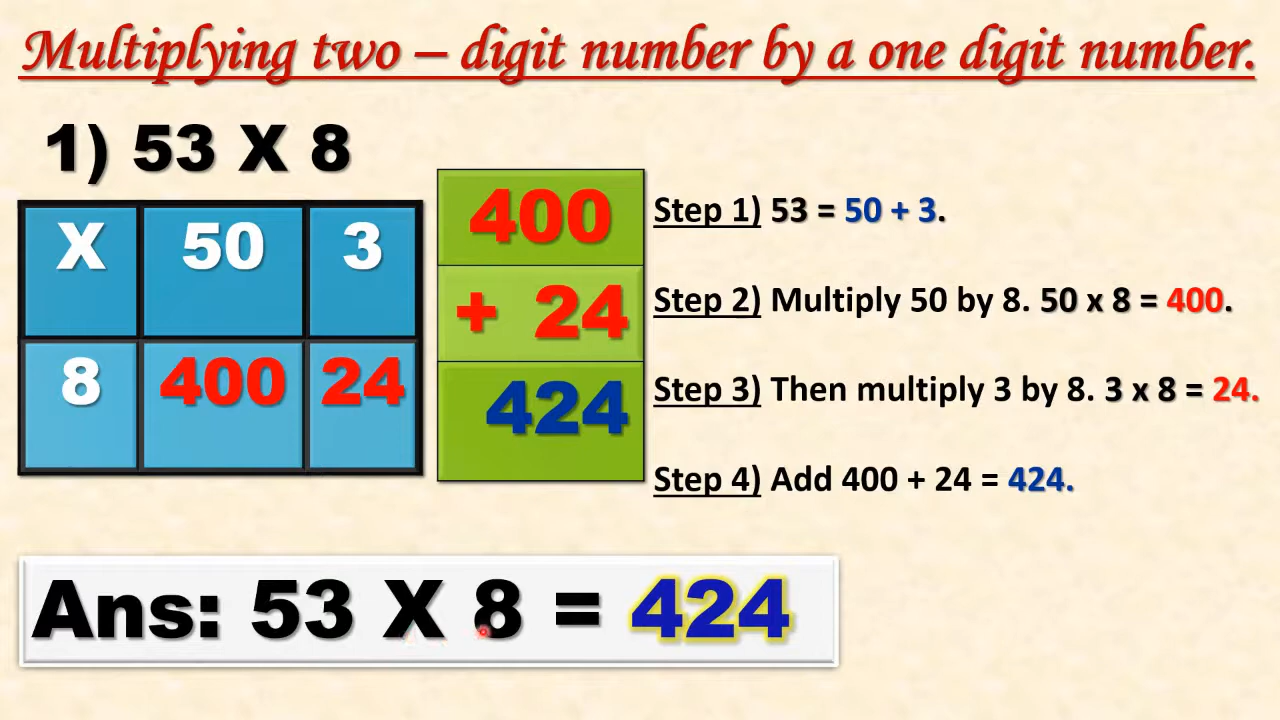 Multiplying two – digit number by a one digit number.
1) 53 X 8
X 50 3
8 400 24
400
+ 24
424
Step 1) 53 = 50 + 3.
Step 2) Multiply 50 by 8. 50 x 8 = 400.
Step 3) Then multiply 3 by 8. 3 x 8 = 24.
Step 4) Add 400 + 24 = 424.
Ans: 53 X 8 = 424